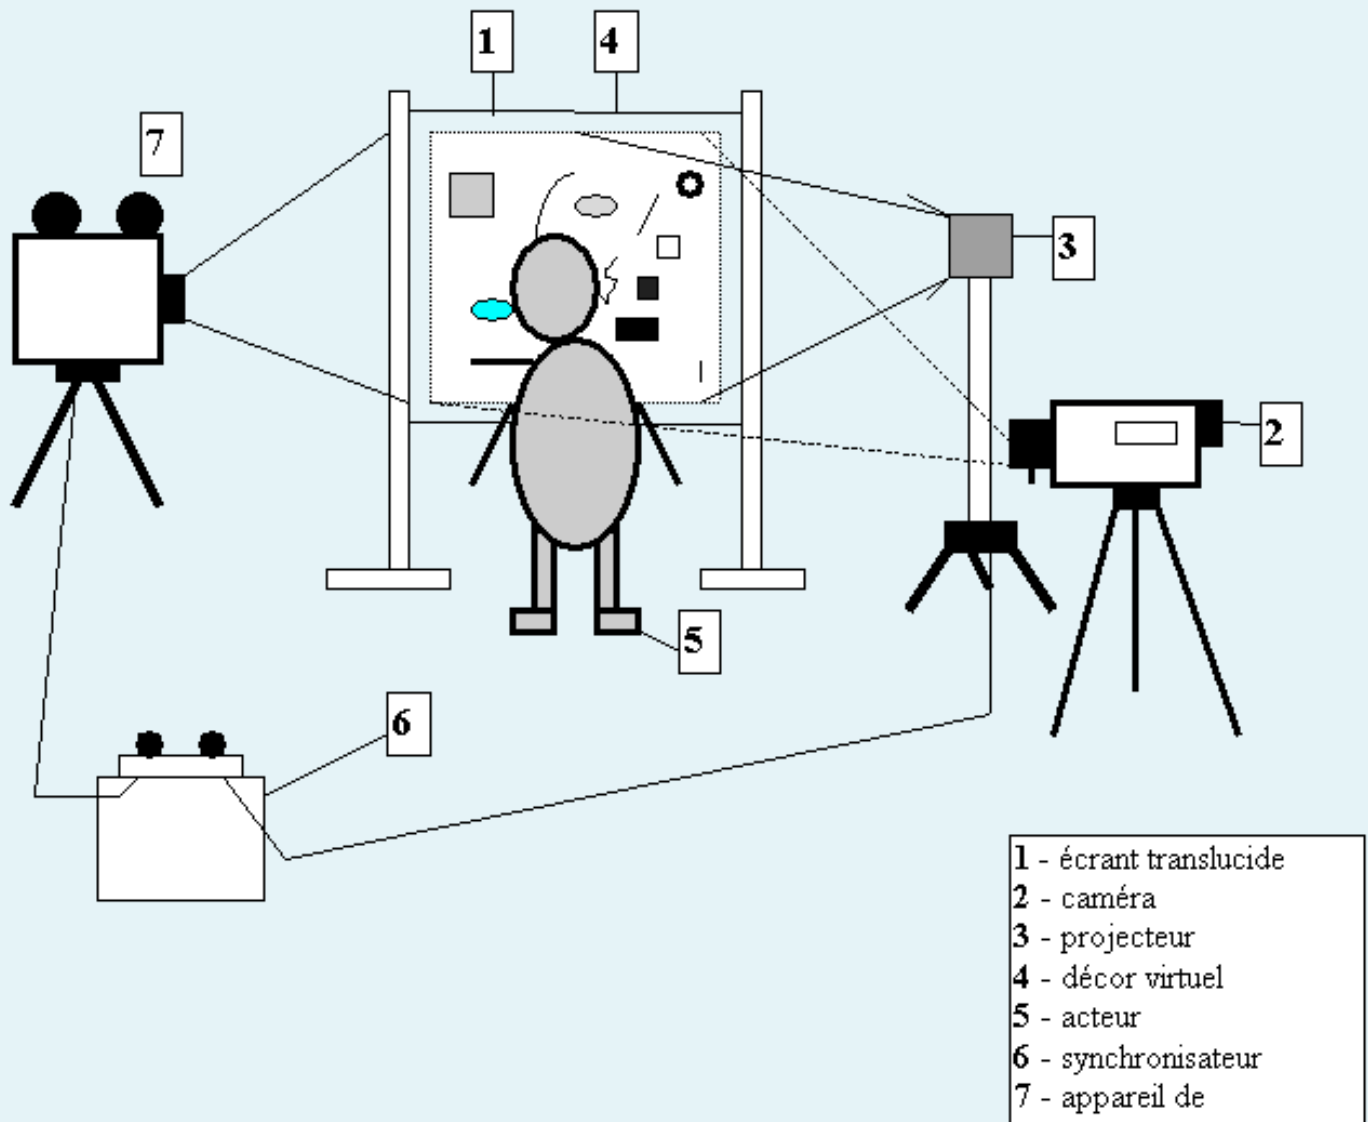 1
4
7
3
2
5
6
1 - écrant translucide
2 - caméra
3 - projecteur
4 - décor virtuel
5 - acteur
6 - synchronisateur
7 - appareil de